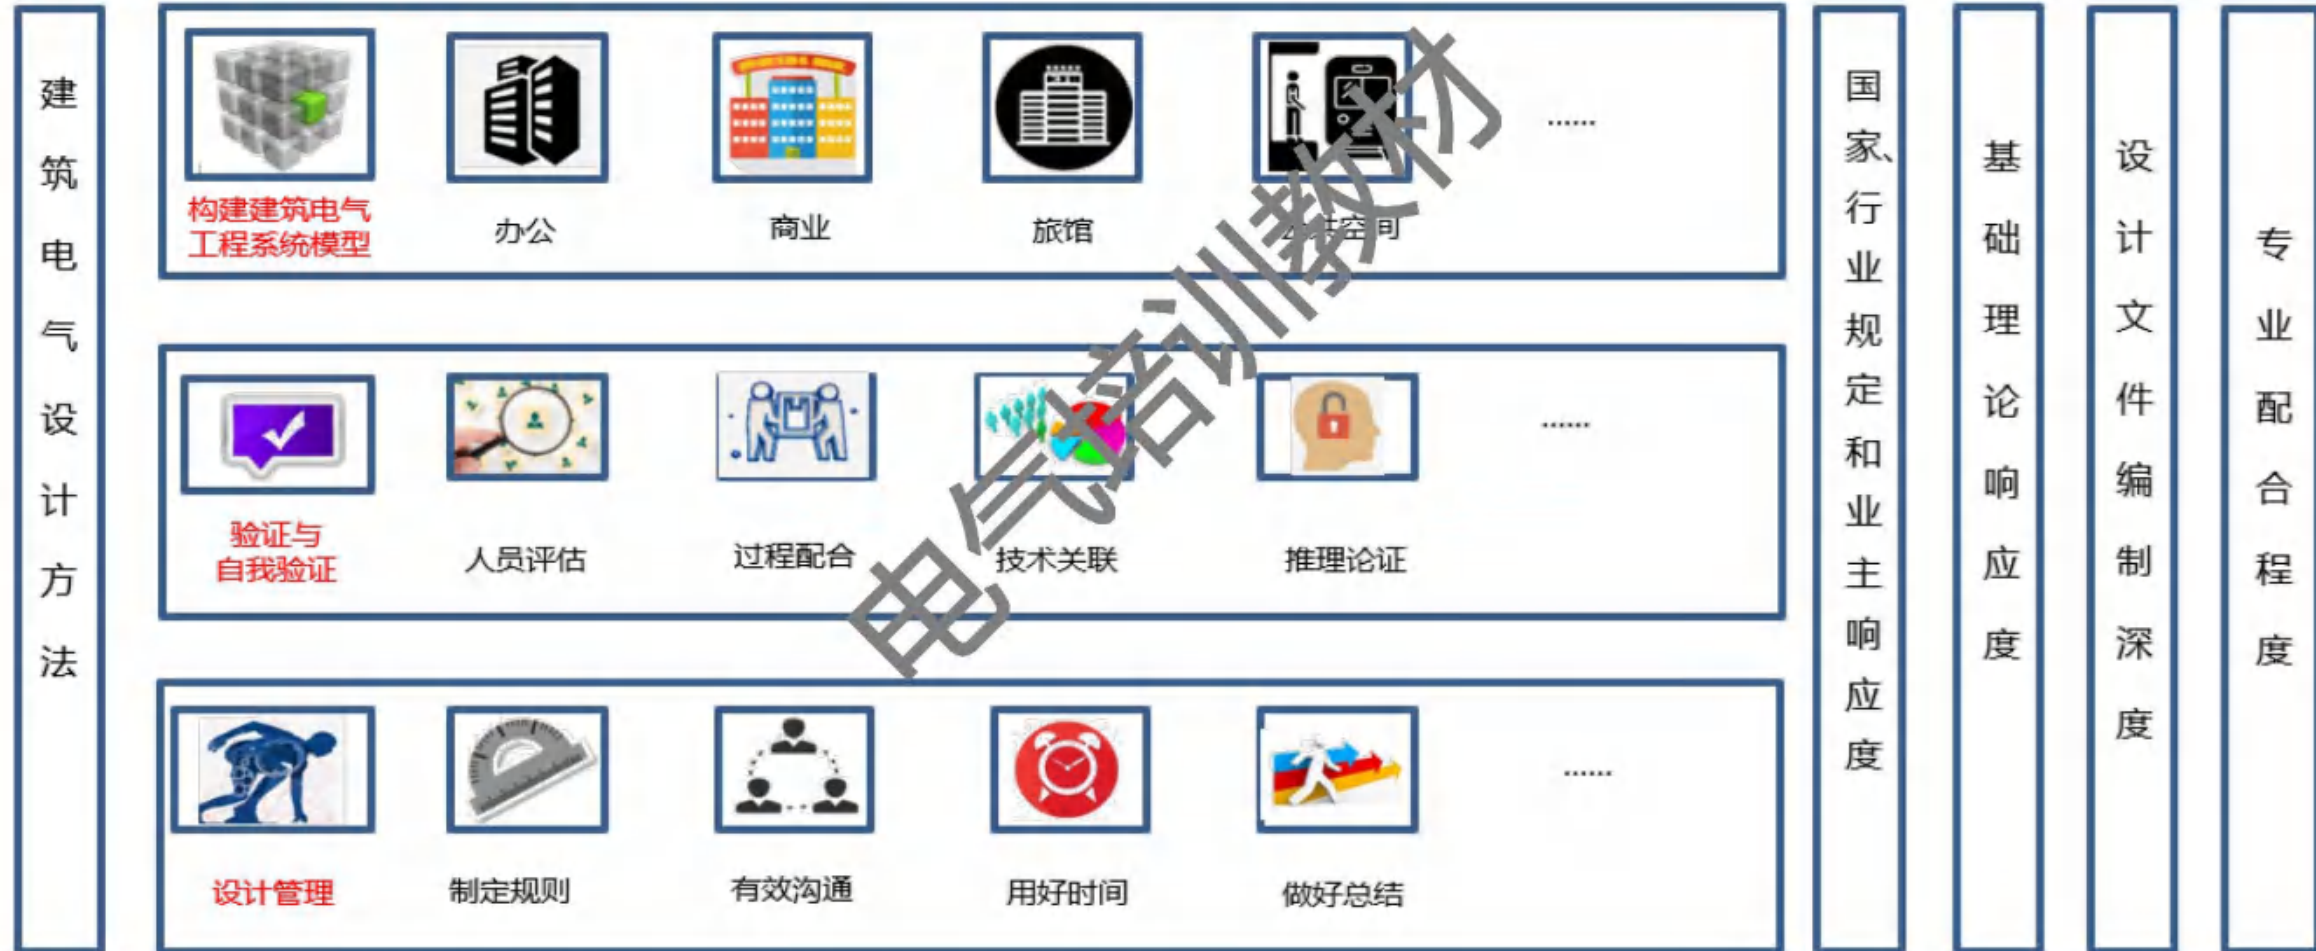 建筑电气设计方法
构建建筑电气
工程系统模型
办公
商业
旅馆
空间
......
验证与
自我验证
人员评估
过程配合
技术关联
推理论证
......
设计管理
制定规则
有效沟通
用好时间
做好总结
......
国家、行业规定和业主响应度
基础理论响应度
设计文件编制深度
专业配合程度
电气培训教材